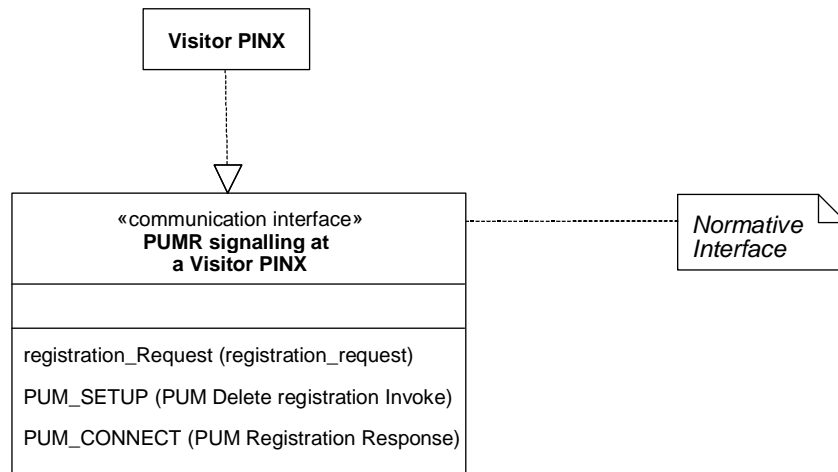 Visitor PINX
«communication interface»
PUMR signalling at
a Visitor PINX
Normative
Interface
registration_Request (registration_request)
PUM_SETUP (PUM Delete registration Invoke)
PUM_CONNECT (PUM Registration Response)